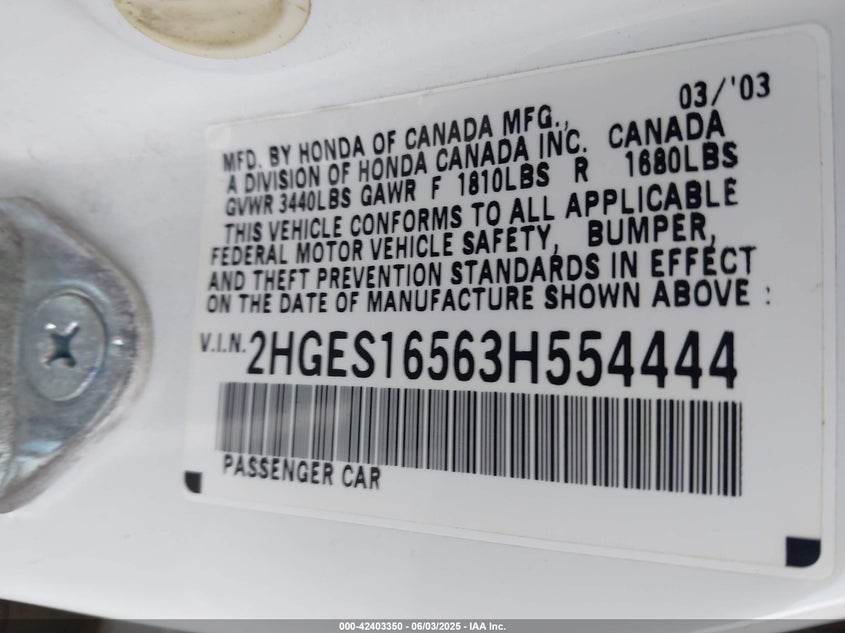 03/'03
MFD. BY HONDA OF CANADA MFG.,
A DIVISION OF HONDA CANADA INC. CANADA
GVWR 3440LBS GAWR F 1810LBS R 1680LBS
THIS VEHICLE CONFORMS TO ALL APPLICABLE
FEDERAL MOTOR VEHICLE SAFETY, BUMPER,
AND THEFT PREVENTION STANDARDS IN EFFECT
ON THE DATE OF MANUFACTURE SHOWN ABOVE :
V.I.N. 2HGES16563H554444
PASSENGER CAR
000-42403350 - 06/03/2025 - IAA Inc.